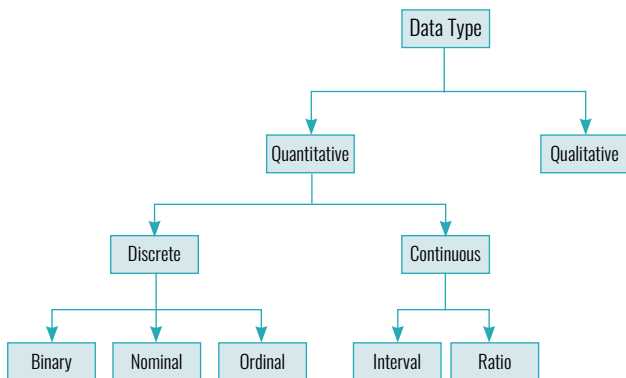 Data Type
Quantitative
Qualitative
Discrete
Continuous
Binary
Nominal
Ordinal
Interval
Ratio